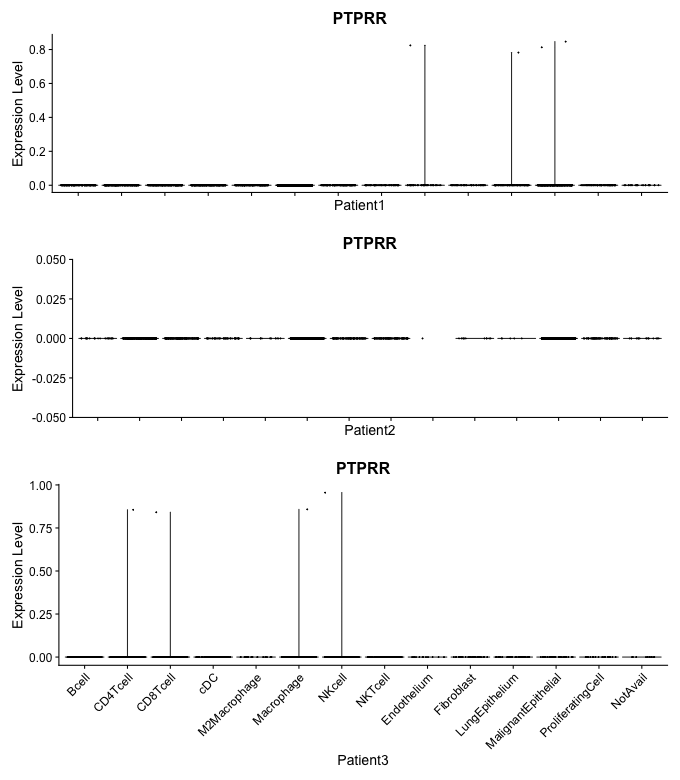 PTPRR
Expression Level
0.8
0.6
0.4
0.2
0.0
Patient1
PTPRR
Expression Level
0.050
0.025
0.000
-0.025
-0.050
Patient2
PTPRR
Expression Level
1.00
0.75
0.50
0.25
0.00
Bcell
CD4Tcell
CD8Tcell
cDC
M2Macrophage
Macrophage
NKcell
NKTcell
Endothelium
Fibroblast
LungEpithelium
MalignantEpithelial
ProliferatingCell
NotAvail
Patient3